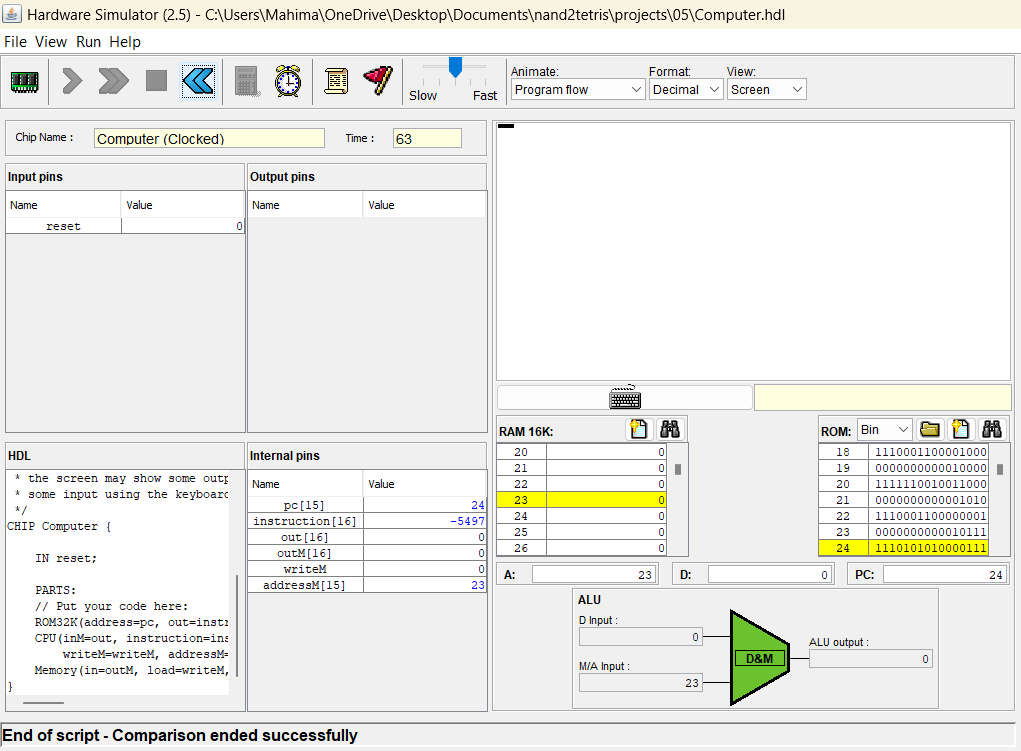 Hardware Simulator (2.5) - C:\Users\Mahima\OneDrive\Desktop\Documents\nand2tetris\projects\05\Computer.hdl
File View Run Help
Slow Fast
Animate: Format: View:
Program flow Decimal Screen
Chip Name : Computer (Clocked) Time : 63
Input pins
Name Value
reset 0
Output pins
Name Value
HDL
* the screen may show some outp
* some input using the keyboard
*/
CHIP Computer {
IN reset;
PARTS:
// Put your code here:
ROM32K(address=pc, out=instr
CPU(inM=out, instruction=ins
writeM=writeM, addressM=
Memory(in=outM, load=writeM,
}
Internal pins
Name Value
pc[15] 24
instruction[16] -5497
out[16] 0
outM[16] 0
writeM 0
addressM[15] 23
RAM 16K:
20 0
21 0
22 0
23 0
24 0
25 0
26 0
ROM: Bin
18 1110001100001000
19 0000000000010000
20 1111110010011000
21 0000000000001010
22 1110001100000001
23 0000000000010111
24 1110101010000111
A: 23 D: 0 PC: 24
ALU
D Input :
0
M/A Input :
23
D&M
ALU output :
0
End of script - Comparison ended successfully